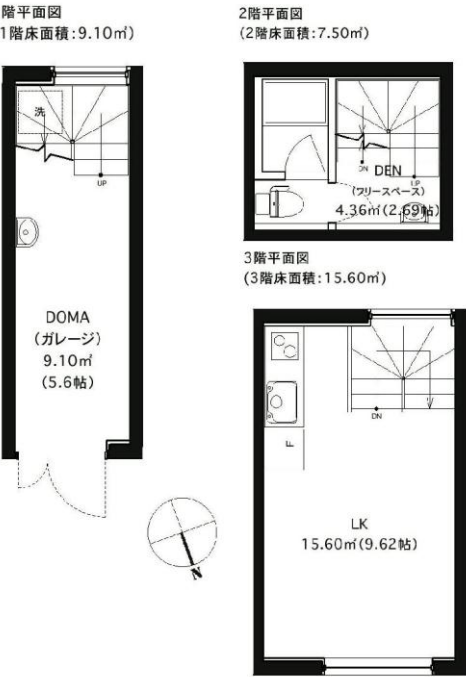 階平面図
1階床面積:9.10㎡)
洗
UP
DOMA
(ガレージ)
9.10㎡
(5.6帖)
2階平面図
(2階床面積:7.50㎡)
DN
DEN
UP
(フリースペース)
4.36㎡(2.69帖)
3階平面図
(3階床面積:15.60㎡)
DN
F
LK
15.60㎡(9.62帖)
N